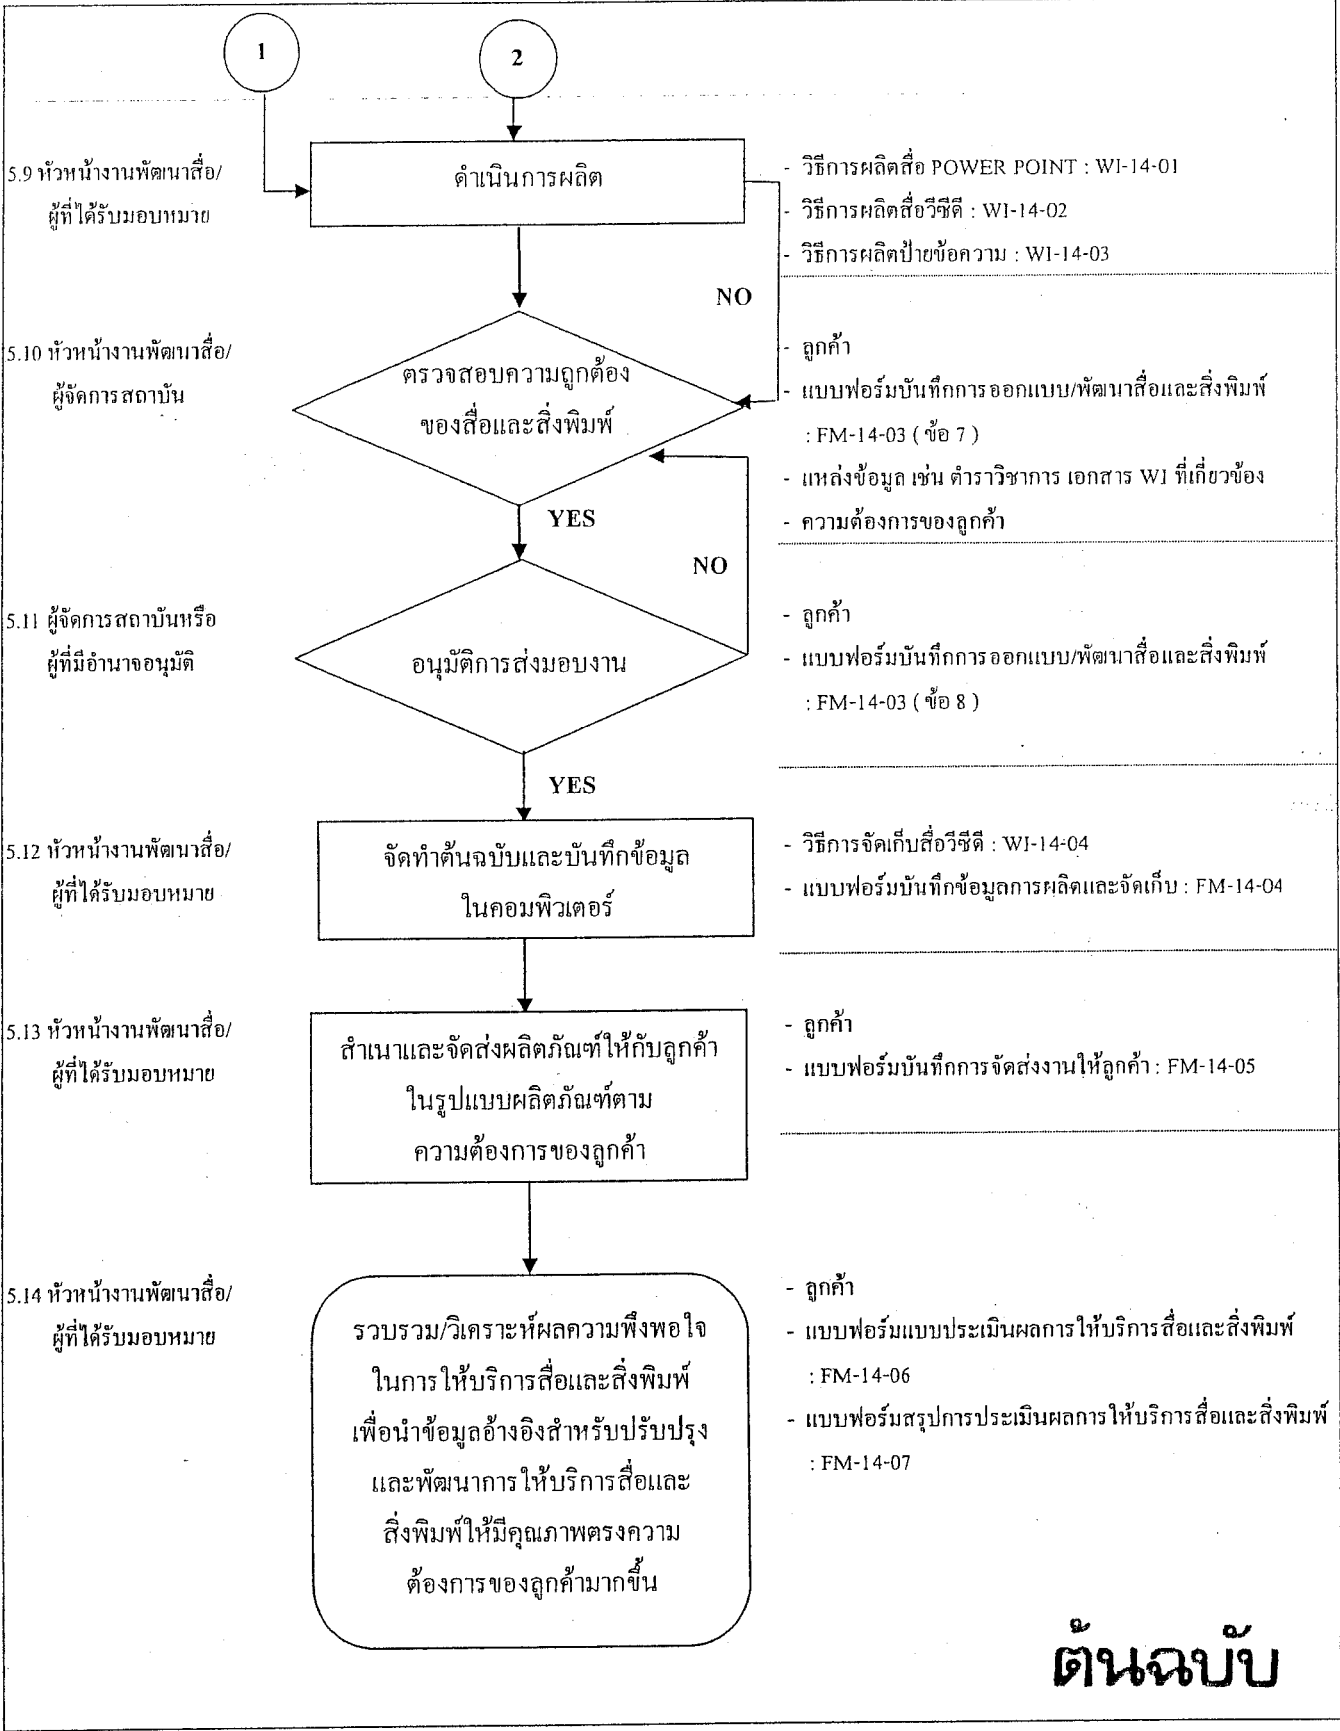 1
2
5.9 หัวหน้างานพัฒนาสื่อ/
ผู้ที่ได้รับมอบหมาย
ดำเนินการผลิต
- วิธีการผลิตสื่อ POWER POINT : WI-14-01
- วิธีการผลิตสื่อวีซีดี : WI-14-02
- วิธีการผลิตป้ายข้อความ : WI-14-03
NO
5.10 หัวหน้างานพัฒนาสื่อ/
ผู้จัดการสถาบัน
ตรวจสอบความถูกต้อง
ของสื่อและสิ่งพิมพ์
- ลูกค้า
- แบบฟอร์มบันทึกการออกแบบ/พัฒนาสื่อและสิ่งพิมพ์
: FM-14-03 ( ข้อ 7 )
- แหล่งข้อมูล เช่น ตำราวิชาการ เอกสาร WI ที่เกี่ยวข้อง
- ความต้องการของลูกค้า
YES
NO
5.11 ผู้จัดการสถาบันหรือ
ผู้ที่มีอำนาจอนุมัติ
อนุมัติการส่งมอบงาน
- ลูกค้า
- แบบฟอร์มบันทึกการออกแบบ/พัฒนาสื่อและสิ่งพิมพ์
: FM-14-03 ( ข้อ 8 )
YES
5.12 หัวหน้างานพัฒนาสื่อ/
ผู้ที่ได้รับมอบหมาย
จัดทำต้นฉบับและบันทึกข้อมูล
ในคอมพิวเตอร์
- วิธีการจัดเก็บสื่อวีซีดี : WI-14-04
- แบบฟอร์มบันทึกข้อมูลการผลิตและจัดเก็บ : FM-14-04
5.13 หัวหน้างานพัฒนาสื่อ/
ผู้ที่ได้รับมอบหมาย
สำเนาและจัดส่งผลิตภัณฑ์ให้กับลูกค้า
ในรูปแบบผลิตภัณฑ์ตาม
ความต้องการของลูกค้า
- ลูกค้า
- แบบฟอร์มบันทึกการจัดส่งงานให้ลูกค้า : FM-14-05
5.14 หัวหน้างานพัฒนาสื่อ/
ผู้ที่ได้รับมอบหมาย
รวบรวม/วิเคราะห์ผลความพึงพอใจ
ในการให้บริการสื่อและสิ่งพิมพ์
เพื่อนำข้อมูลอ้างอิงสำหรับปรับปรุง
และพัฒนาการให้บริการสื่อและ
สิ่งพิมพ์ให้มีคุณภาพตรงความ
ต้องการของลูกค้ามากขึ้น
- ลูกค้า
- แบบฟอร์มแบบประเมินผลการให้บริการสื่อและสิ่งพิมพ์
: FM-14-06
- แบบฟอร์มสรุปการประเมินผลการให้บริการสื่อและสิ่งพิมพ์
: FM-14-07
ต้นฉบับ